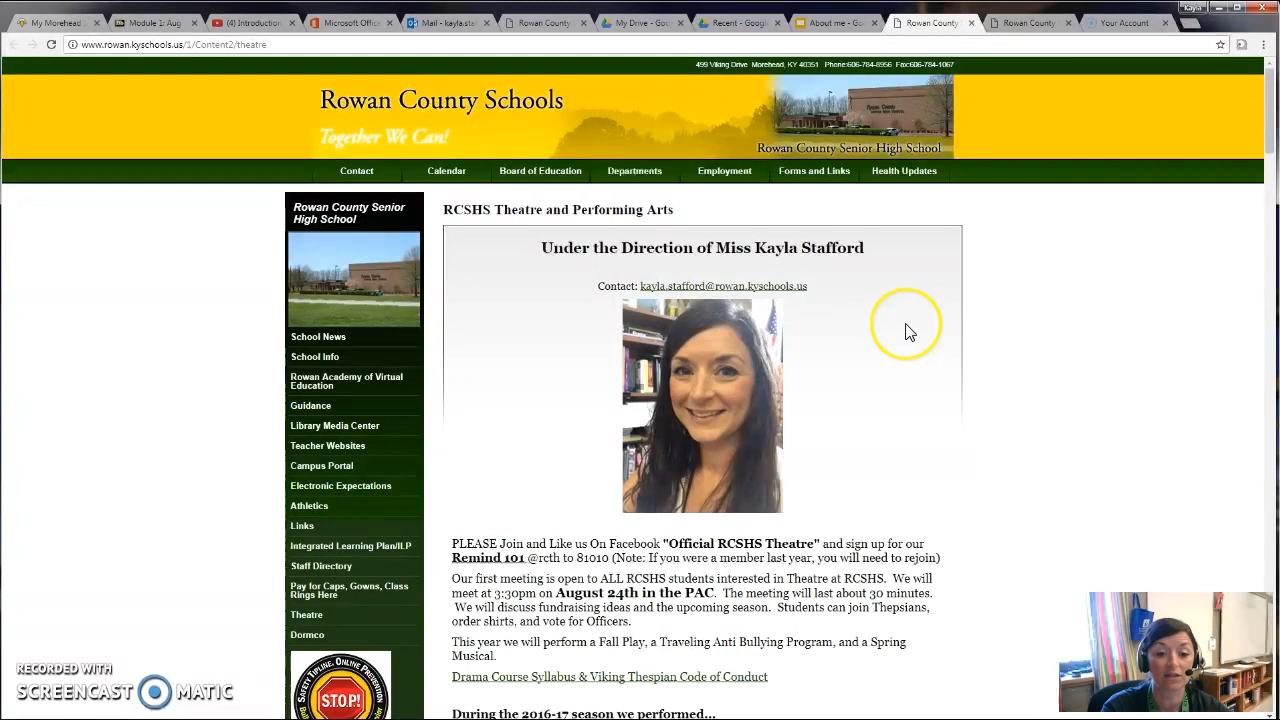 Kayla
My Morehead
Module 1: Aug
(4) Introduction
Microsoft Office
Mail - kayla.staf
Rowan County
My Drive - Goo
Recent - Google
About me - Goo
Rowan County
Rowan County
Your Account
www.rowan.kyschools.us/1/Content2/theatre
499 Viking Drive Morehead, KY 40351 Phone:606-784-8956 Fax:606-784-1067
Rowan County Schools
Together We Can!
Rowan County Senior High School
Contact
Calendar
Board of Education
Departments
Employment
Forms and Links
Health Updates
Rowan County Senior
High School
School News
School Info
Rowan Academy of Virtual
Education
Guidance
Library Media Center
Teacher Websites
Campus Portal
Electronic Expectations
Athletics
Links
Integrated Learning Plan/ILP
Staff Directory
Pay for Caps, Gowns, Class
Rings Here
Theatre
Dormco
SAFETY TIPLINE, ONLINE PREVENTION
S.T.O.P!
RCSHS Theatre and Performing Arts
Under the Direction of Miss Kayla Stafford
Contact: kayla.stafford@rowan.kyschools.us
PLEASE Join and Like us On Facebook "Official RCSHS Theatre" and sign up for our
Remind 101 @rcth to 81010 (Note: If you were a member last year, you will need to rejoin)
Our first meeting is open to ALL RCSHS students interested in Theatre at RCSHS. We will
meet at 3:30pm on August 24th in the PAC. The meeting will last about 30 minutes.
We will discuss fundraising ideas and the upcoming season. Students can join Thepsians,
order shirts, and vote for Officers.
This year we will perform a Fall Play, a Traveling Anti Bullying Program, and a Spring
Musical.
Drama Course Syllabus & Viking Thespian Code of Conduct
During the 2016-17 season we performed...
RECORDED WITH
SCREENCAST MATIC